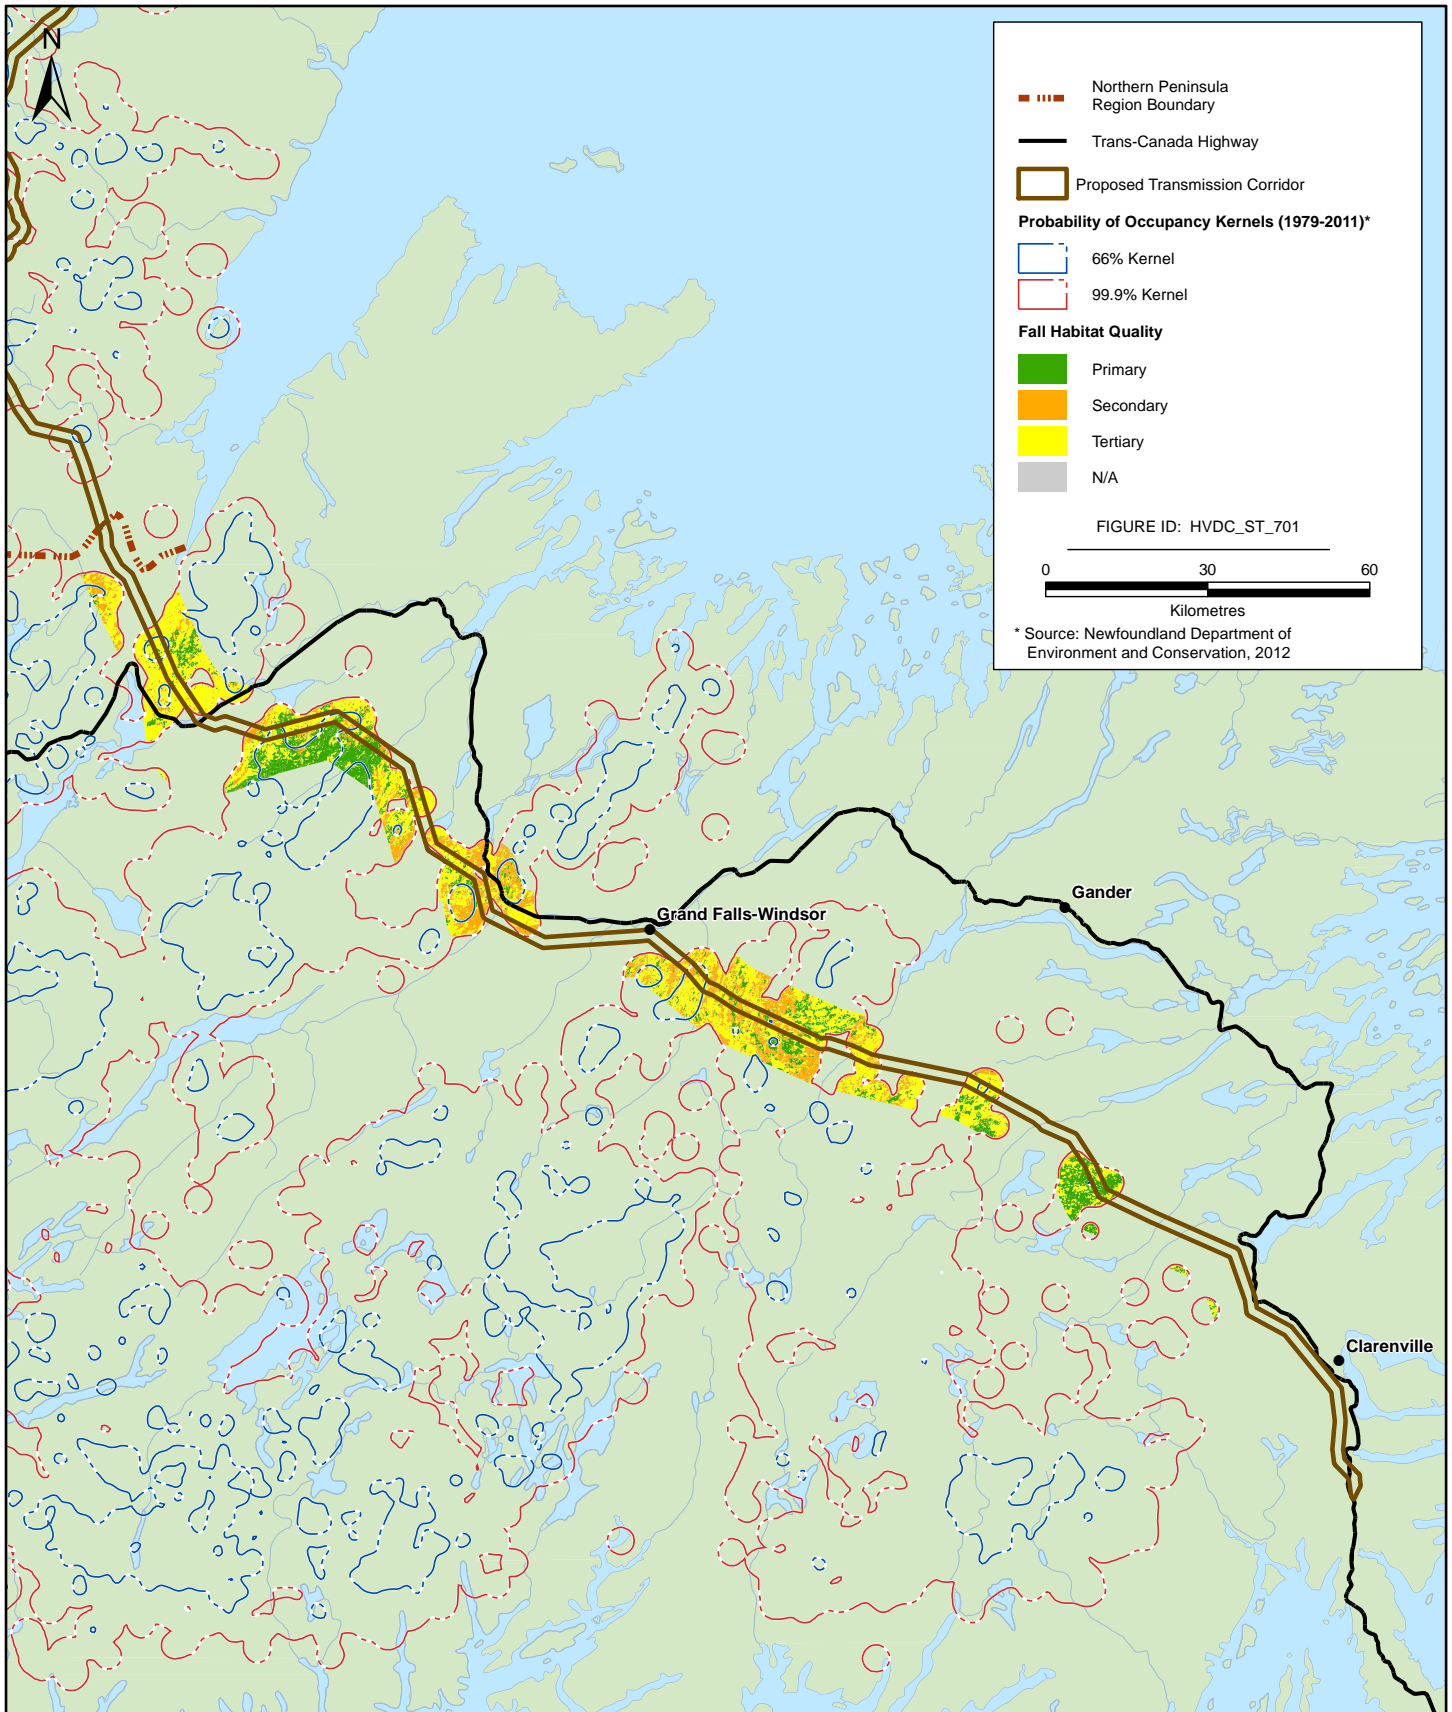 N
Northern Peninsula
Region Boundary
Trans-Canada Highway
Proposed Transmission Corridor
Probability of Occupancy Kernels (1979-2011)*
66% Kernel
99.9% Kernel
Fall Habitat Quality
Primary
Secondary
Tertiary
N/A
FIGURE ID: HVDC_ST_701
0 30 60
Kilometres
* Source: Newfoundland Department of
Environment and Conservation, 2012
Gander
Grand Falls-Windsor
Clarenville